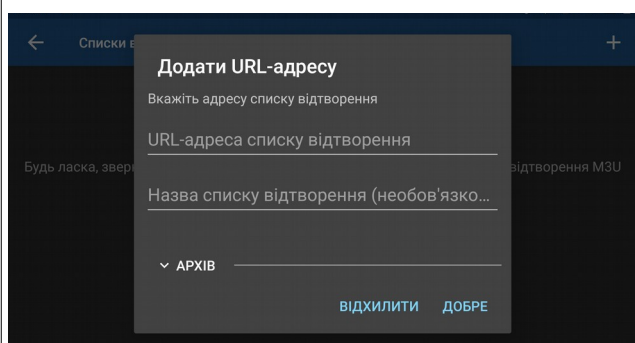 Списки в
Додати URL-адресу
Вкажіть адресу списку відтворення
URL-адреса списку відтворення
Будь ласка, звер
відтворення M3U
Назва списку відтворення (необов'язко...
АРХІВ
ВІДХИЛИТИ ДОБРЕ